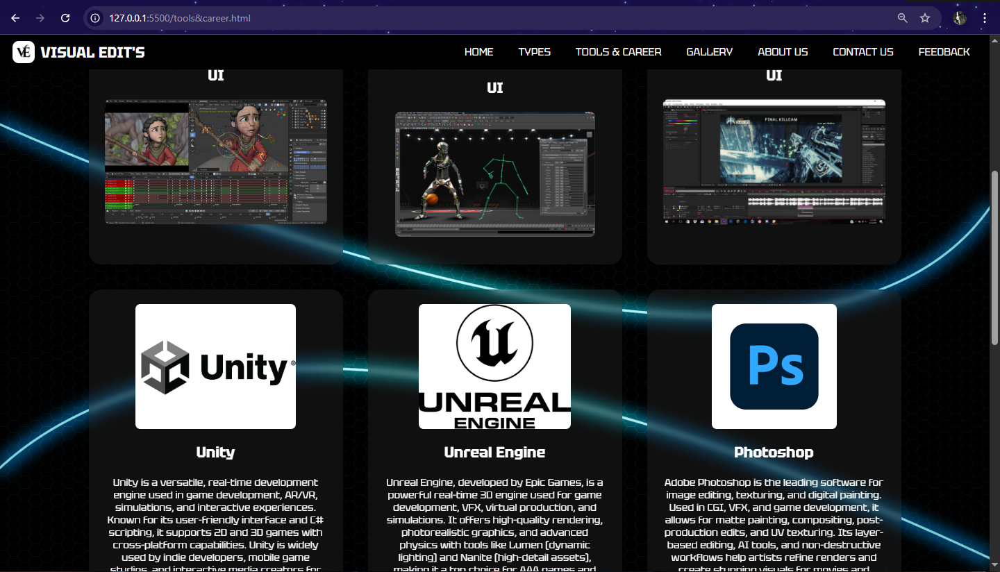 127.0.0.1:5500/tools&career.html
VE VISUAL EDIT'S
HOME TYPES TOOLS & CAREER GALLERY ABOUT US CONTACT US FEEDBACK
UI
UI
UI
FINAL KILLCAM
Unity®
Unity
Unity is a versatile, real-time development
engine used in game development, AR/VR,
simulations, and interactive experiences.
Known for its user-friendly interface and C#
scripting, it supports 2D and 3D games with
cross-platform capabilities. Unity is widely
used by indie developers, mobile game
studios, and interactive media creators for
UNREAL
ENGINE
Unreal Engine
Unreal Engine, developed by Epic Games, is a
powerful real-time 3D engine used for game
development, VFX, virtual production, and
simulations. It offers high-quality rendering,
photorealistic graphics, and advanced
physics with tools like Lumen (dynamic
lighting) and Nanite (high-detail assets),
making it a top choice for AAA games and
Ps
Photoshop
Adobe Photoshop is the leading software for
image editing, texturing, and digital painting.
Used in CGI, VFX, and game development, it
allows for matte painting, compositing, post-
production edits, and UV texturing. Its layer-
based editing, AI tools, and non-destructive
workflows help artists refine renders and
create stunning visuals for movies and